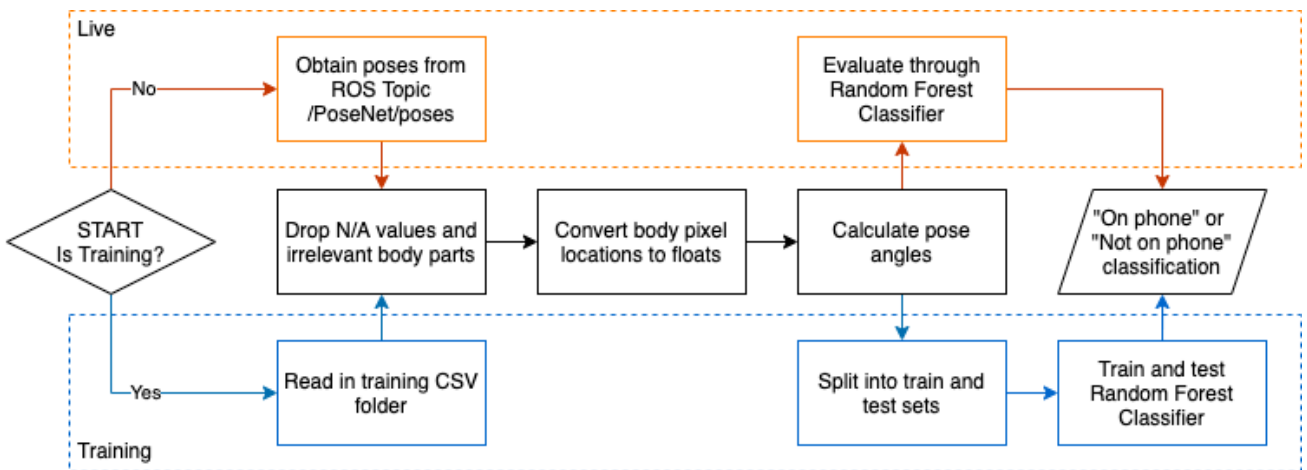 Live
No
Obtain poses from
ROS Topic
/PoseNet/poses
Evaluate through
Random Forest
Classifier
START
Is Training?
Drop N/A values and
irrelevant body parts
Convert body pixel
locations to floats
Calculate pose
angles
"On phone" or
"Not on phone"
classification
Yes
Read in training CSV
folder
Split into train and
test sets
Train and test
Random Forest
Classifier
Training